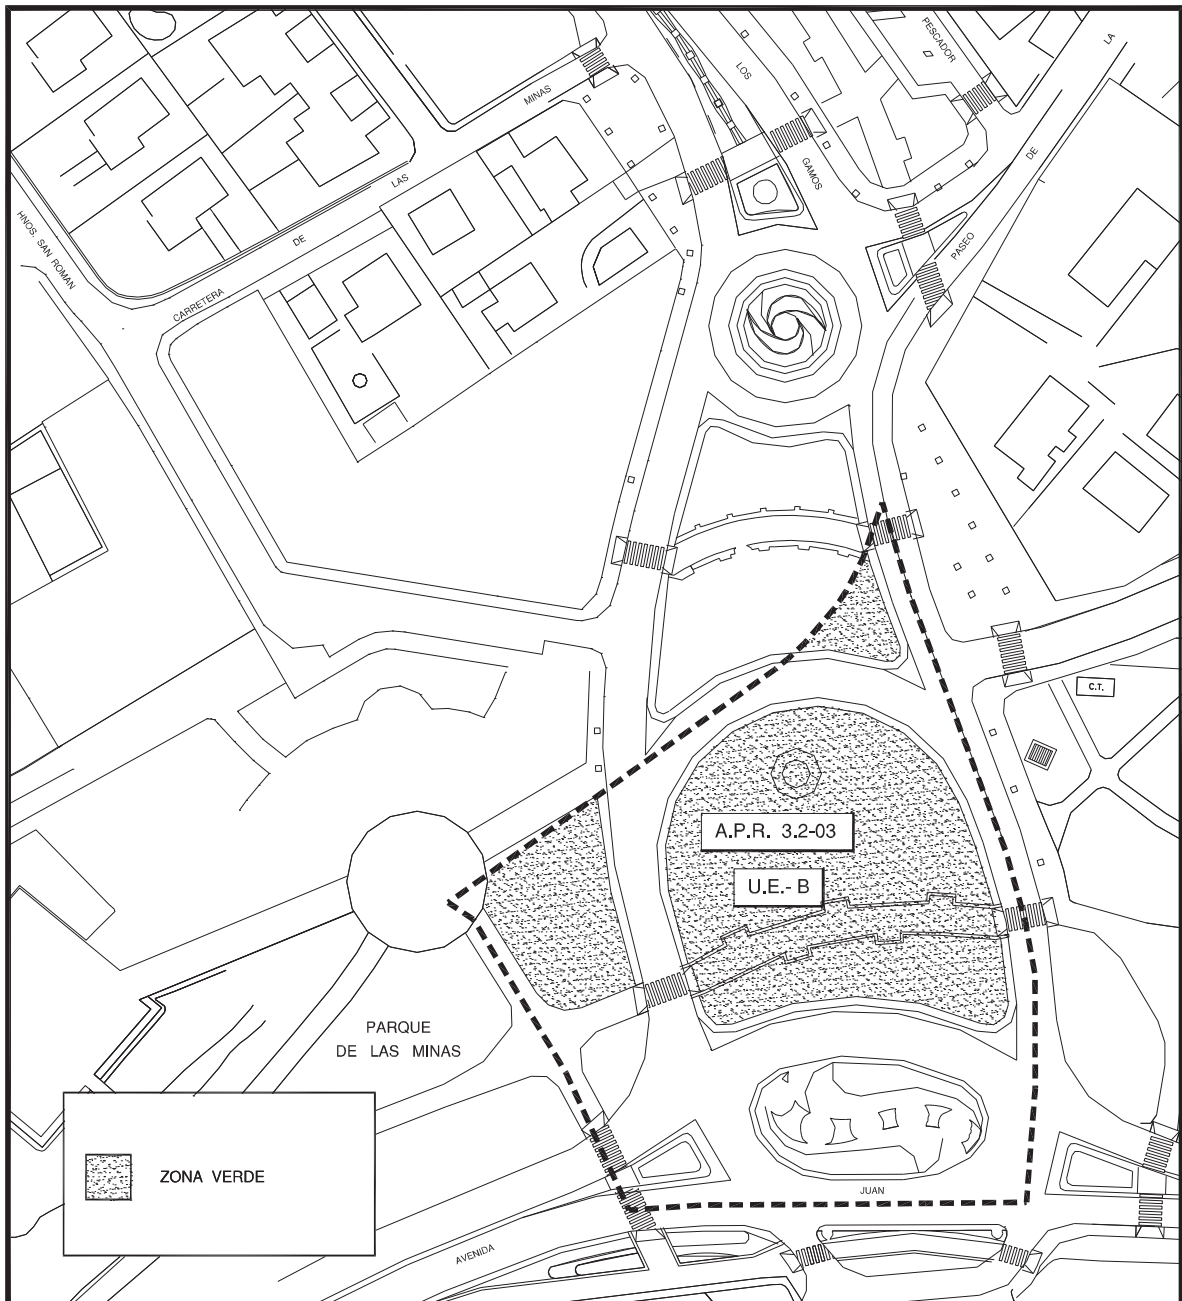 PESCADOR
LA
LOS
MINAS
DE
GAMOS
LAS
HNOS. SAN ROMAN
DE
PASEO
CARRETERA
C.T.
A.P.R. 3.2-03
U.E.- B
PARQUE
DE LAS MINAS
ZONA VERDE
JUAN
AVENIDA